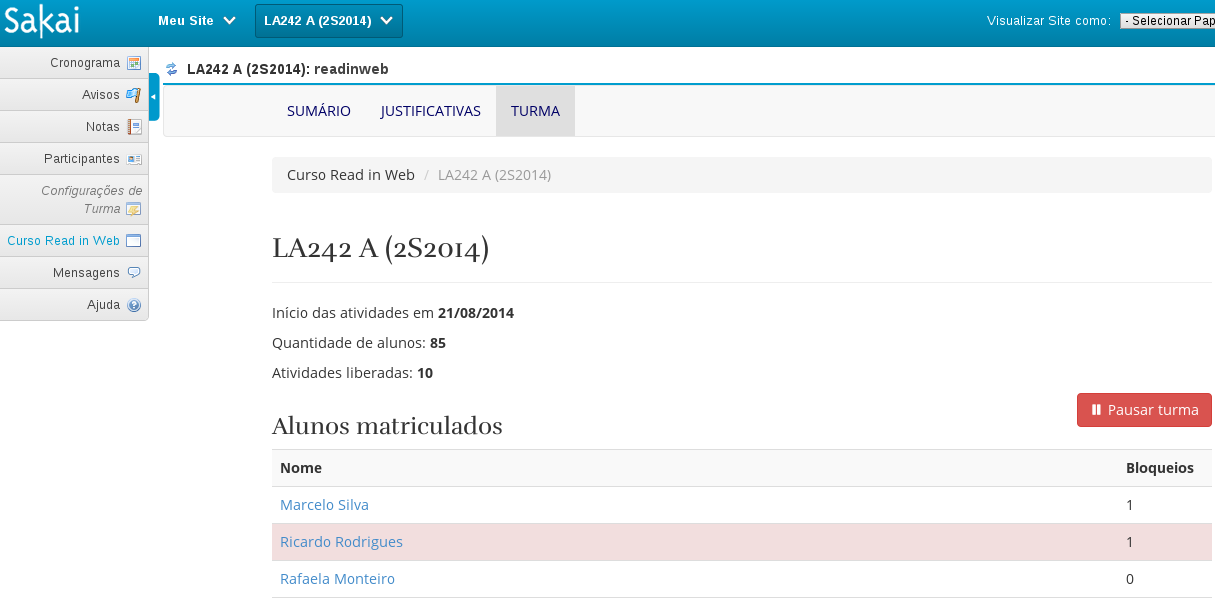 Sakai
Meu Site
LA242 A (2S2014)
Visualizar Site como:
- Selecionar Pap
Cronograma
Avisos
Notas
Participantes
Configurações de
Turma
Curso Read in Web
Mensagens
Ajuda
LA242 A (2S2014): readinweb
SUMÁRIO JUSTIFICATIVAS TURMA
Curso Read in Web / LA242 A (2S2014)
LA242 A (2S2014)
Início das atividades em 21/08/2014
Quantidade de alunos: 85
Atividades liberadas: 10
Pausar turma
Alunos matriculados
Nome Bloqueios
Marcelo Silva 1
Ricardo Rodrigues 1
Rafaela Monteiro 0